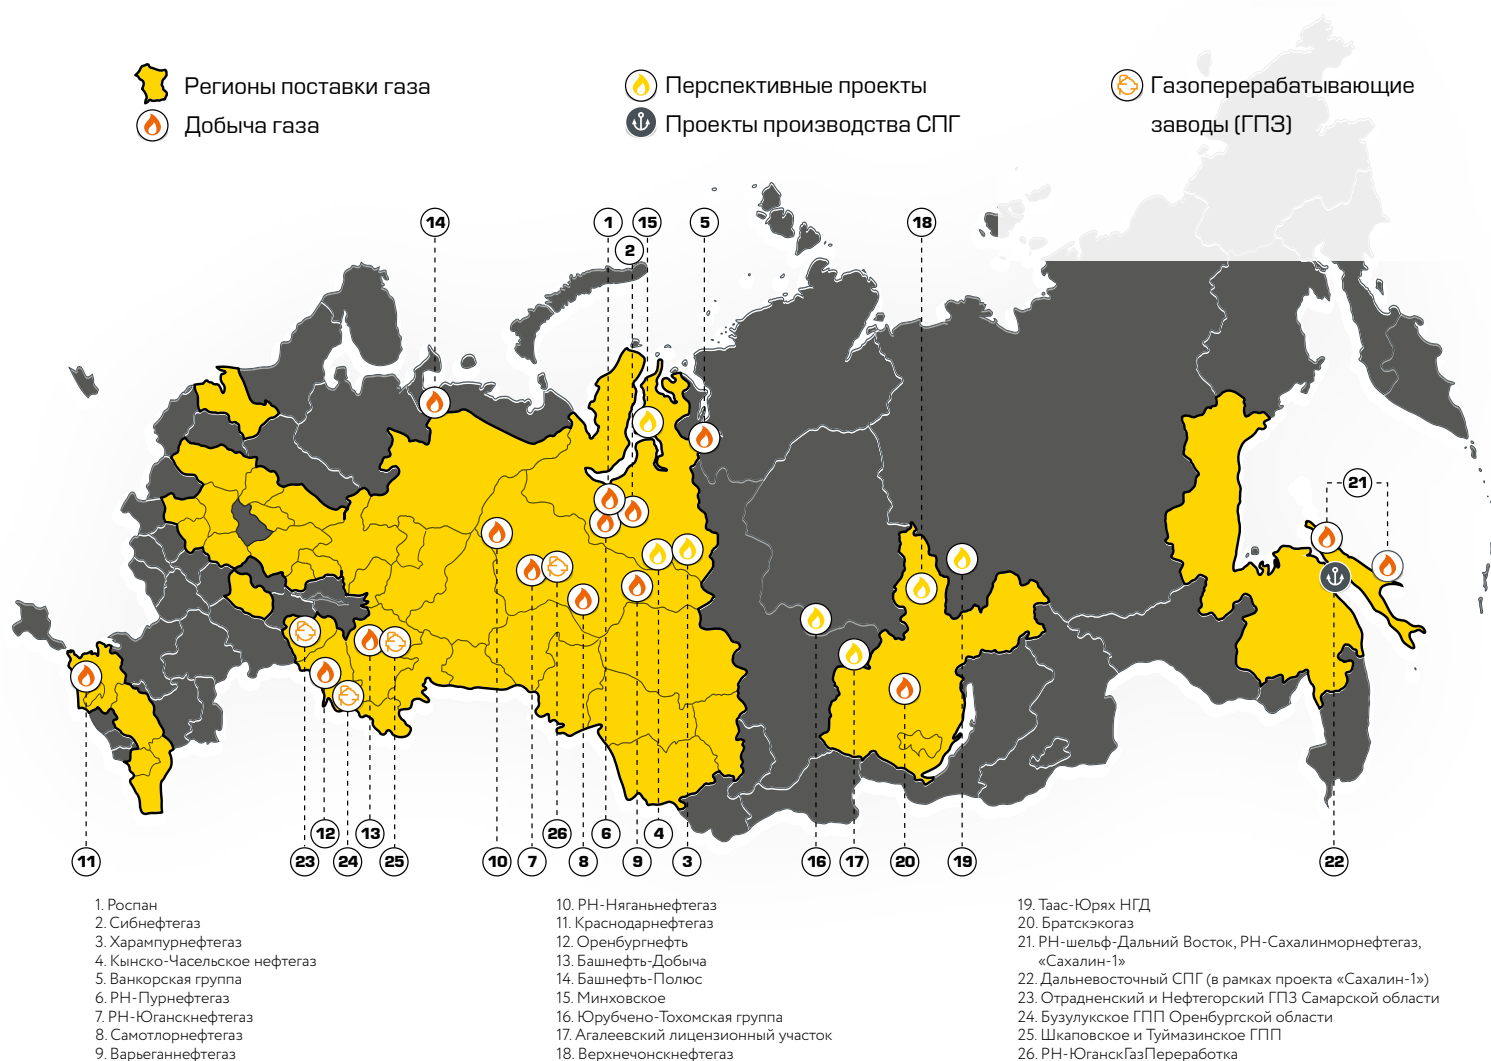 Регионы поставки газа
Добыча газа
Перспективные проекты
Проекты производства СПГ
Газоперерабатывающие
заводы (ГПЗ)
14
1
15
5
18
2
21
12
13
26
6
4
11
23
24
25
10
7
8
9
3
16
17
20
19
22
1. Роспан
2. Сибнефтегаз
3. Харампурнефтегаз
4. Кынско-Часельское нефтегаз
5. Ванкорская группа
6. РН-Пурнефтегаз
7. РН-Юганскнефтегаз
8. Самотлорнефтегаз
9. Варьеганнефтегаз
10. РН-Няганьнефтегаз
11. Краснодарнефтегаз
12. Оренбургнефть
13. Башнефть-Добыча
14. Башнефть-Полюс
15. Минховское
16. Юрубчено-Тохомская группа
17. Агалеевский лицензионный участок
18. Верхнечонскнефтегаз
19. Таас-Юрях НГД
20. Братскэкогаз
21. РН-шельф-Дальний Восток, РН-Сахалинморнефтегаз,
«Сахалин-1»
22. Дальневосточный СПГ (в рамках проекта «Сахалин-1»)
23. Отрадненский и Нефтегорский ГПЗ Самарской области
24. Бузулукское ГПП Оренбургской области
25. Шкаповское и Туймазинское ГПП
26. РН-ЮганскГазПереработка